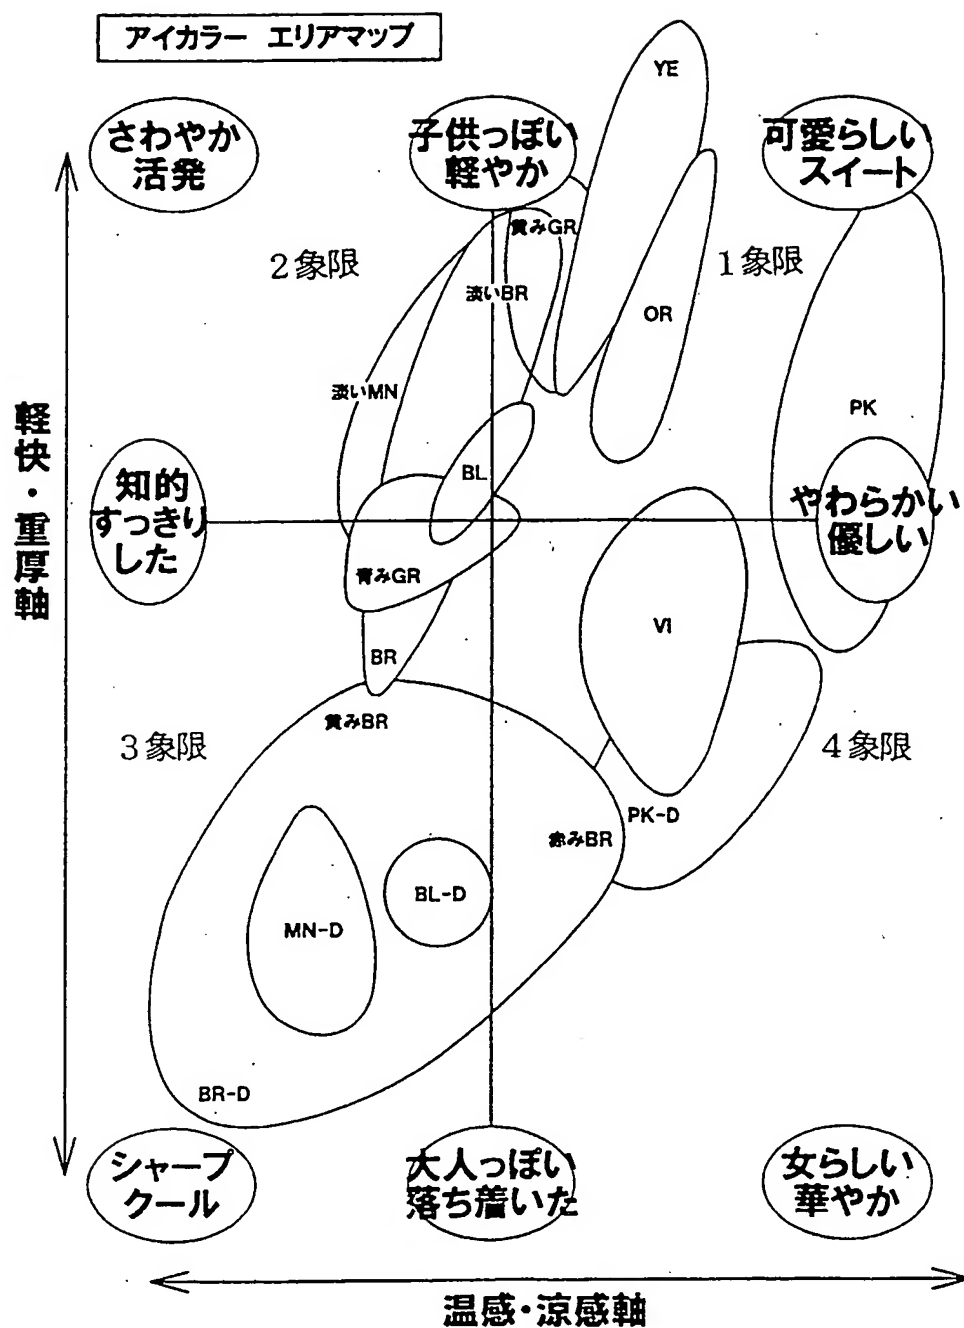 アイカラー エリアマップ
YE
さわやか
活発
子供っぽい
軽やか
可愛らしい
スイート
黄みGR
2象限
1象限
淡いBR
OR
淡いMN
PK
軽快・重厚軸
BL
知的
すっきり
した
やわらかい
優しい
青みGR
VI
BR
黄みBR
3象限
4象限
PK-D
赤みBR
BL-D
MN-D
BR-D
シャープ
クール
大人っぽい
落ち着いた
女らしい
華やか
温感・涼感軸